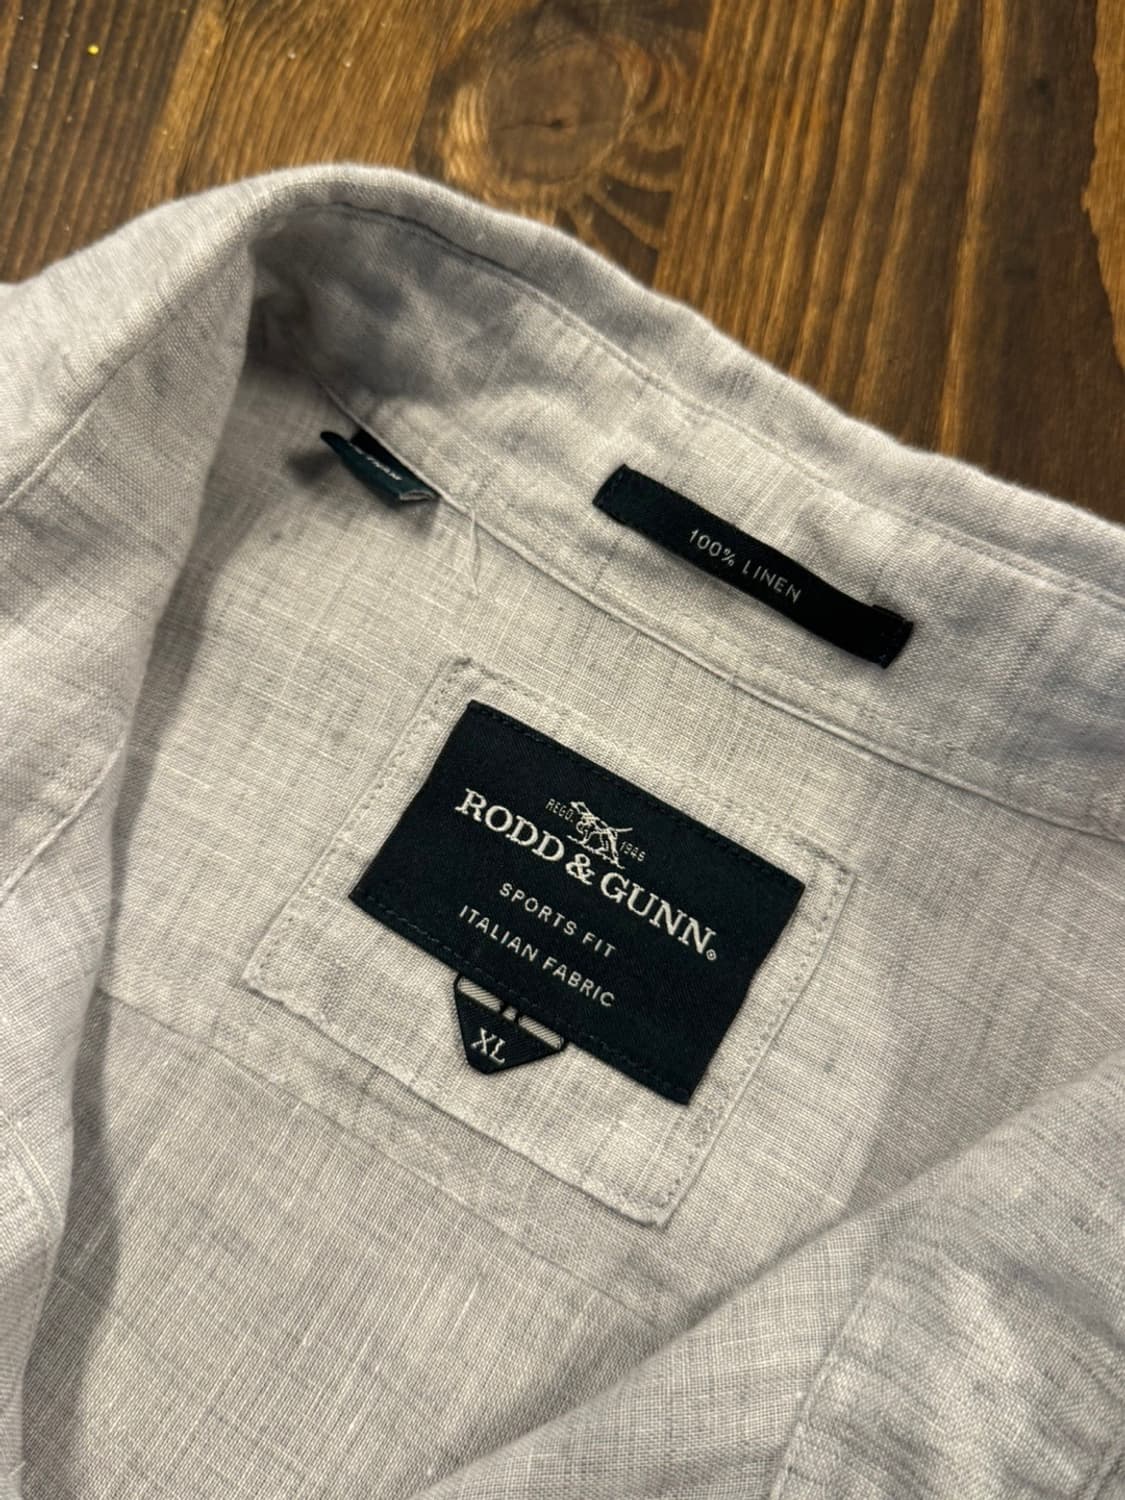 100% LINEN
REGD. 1946
RODD & GUNN®
SPORTS FIT
ITALIAN FABRIC
XL